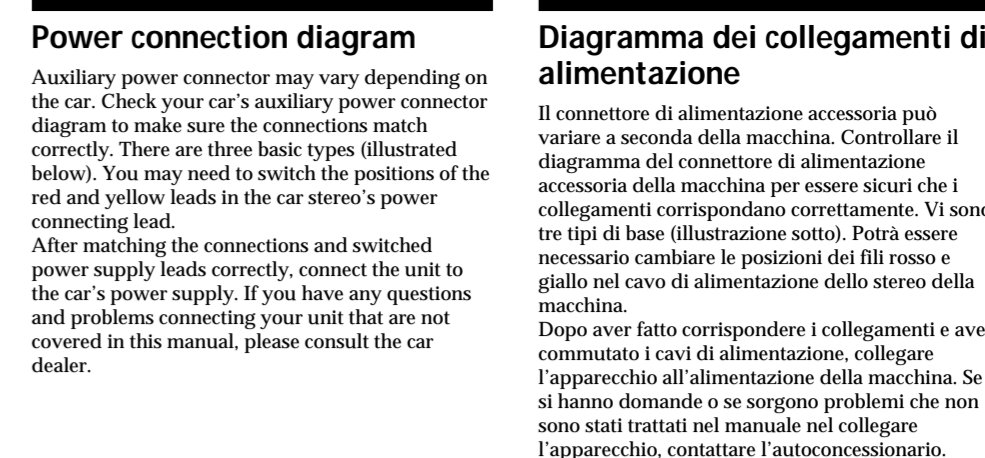 Power connection diagram
Auxiliary power connector may vary depending on
the car. Check your car’s auxiliary power connector
diagram to make sure the connections match
correctly. There are three basic types (illustrated
below). You may need to switch the positions of the
red and yellow leads in the car stereo’s power
connecting lead.
After matching the connections and switched
power supply leads correctly, connect the unit to
the car’s power supply. If you have any questions
and problems connecting your unit that are not
covered in this manual, please consult the car
dealer.
Diagramma dei collegamenti di
alimentazione
Il connettore di alimentazione accessoria può
variare a seconda della macchina. Controllare il
diagramma del connettore di alimentazione
accessoria della macchina per essere sicuri che i
collegamenti corrispondano correttamente. Vi sono
tre tipi di base (illustrazione sotto). Potrà essere
necessario cambiare le posizioni dei fili rosso e
giallo nel cavo di alimentazione dello stereo della
macchina.
Dopo aver fatto corrispondere i collegamenti e ave
commutato i cavi di alimentazione, collegare
l’apparecchio all’alimentazione della macchina. Se
si hanno domande o se sorgono problemi che non
sono stati trattati nel manuale nel collegare
l’apparecchio, contattare l’autoconcessionario.